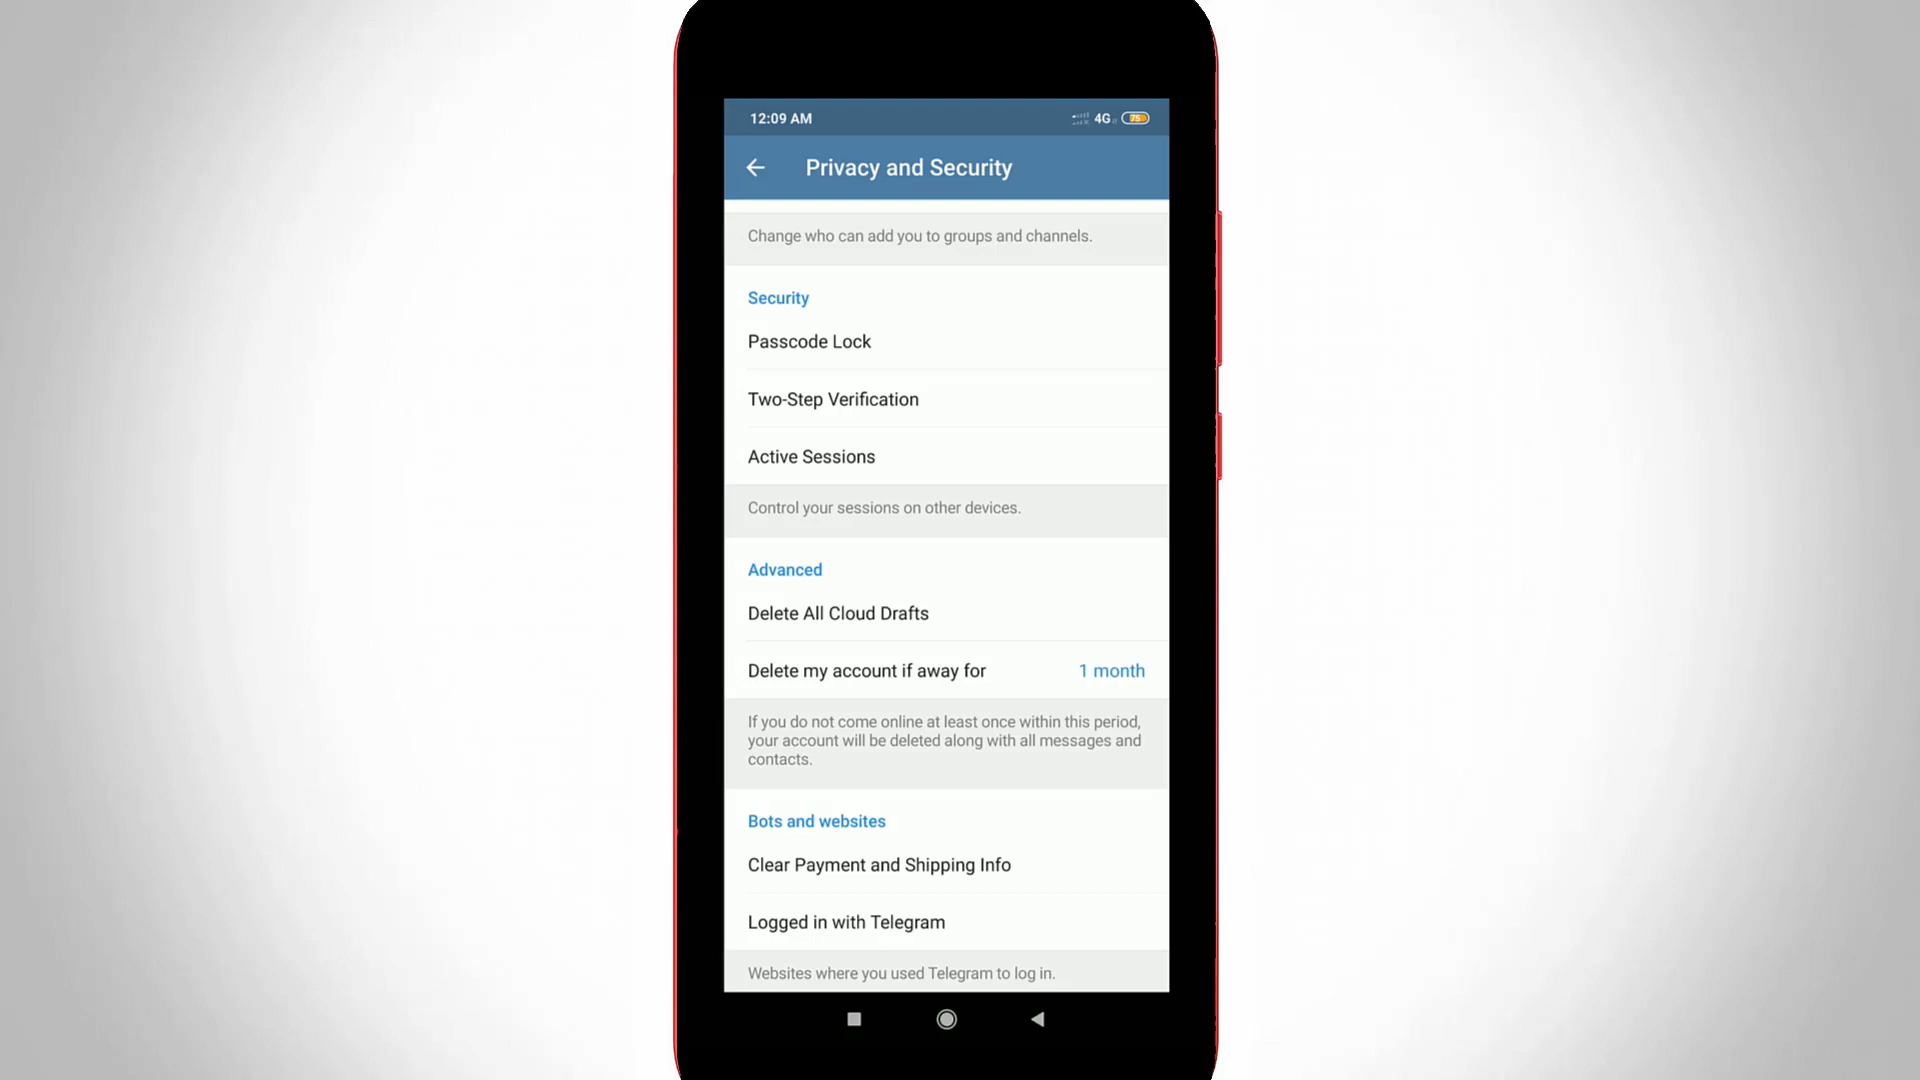 12:09 AM
4G
75
Privacy and Security
Change who can add you to groups and channels.
Security
Passcode Lock
Two-Step Verification
Active Sessions
Control your sessions on other devices.
Advanced
Delete All Cloud Drafts
Delete my account if away for 1 month
If you do not come online at least once within this period,
your account will be deleted along with all messages and
contacts.
Bots and websites
Clear Payment and Shipping Info
Logged in with Telegram
Websites where you used Telegram to log in.